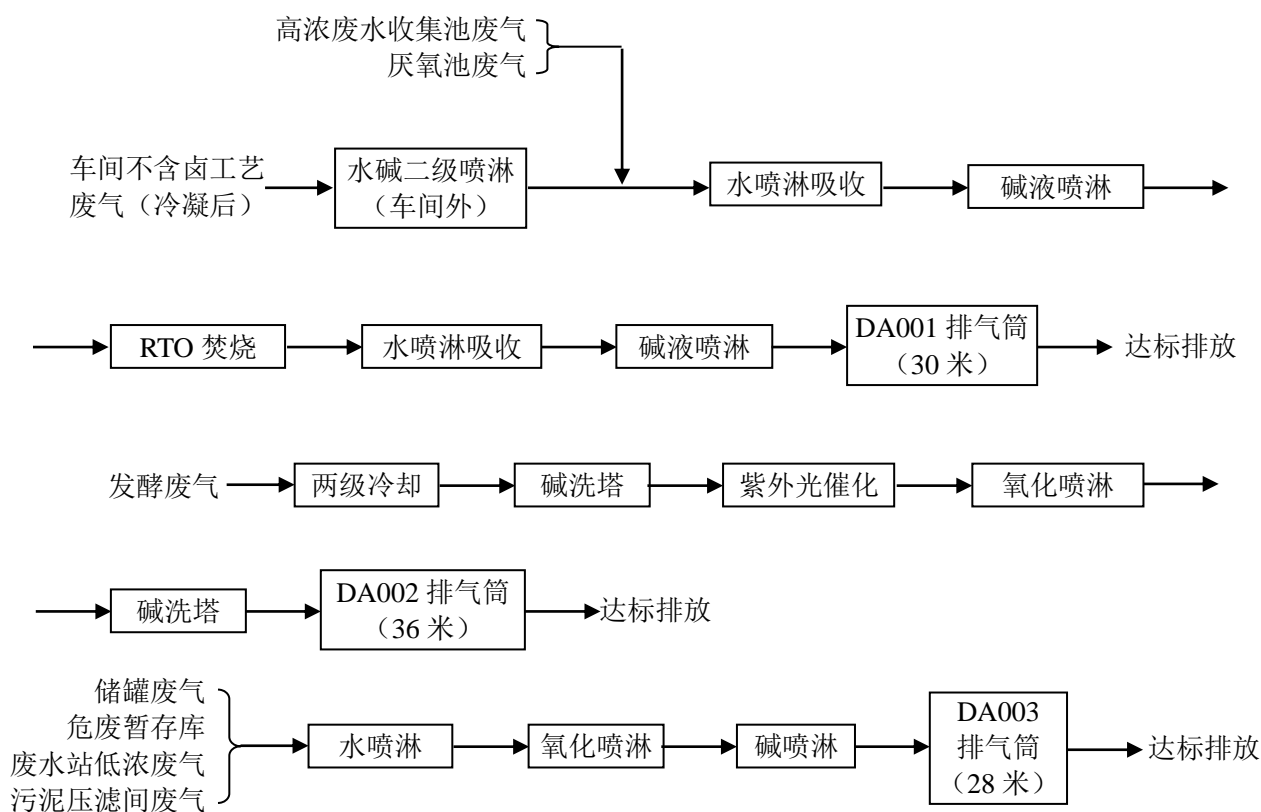 高浓废水收集池废气
厌氧池废气
车间不含卤工艺
废气（冷凝后）
水碱二级喷淋
（车间外）
水喷淋吸收
碱液喷淋
RTO 焚烧
水喷淋吸收
碱液喷淋
DA001 排气筒
（30 米）
达标排放
发酵废气
两级冷却
碱洗塔
紫外光催化
氧化喷淋
碱洗塔
DA002 排气筒
（36 米）
达标排放
储罐废气
危废暂存库
废水站低浓废气
污泥压滤间废气
水喷淋
氧化喷淋
碱喷淋
DA003
排气筒
（28 米）
达标排放